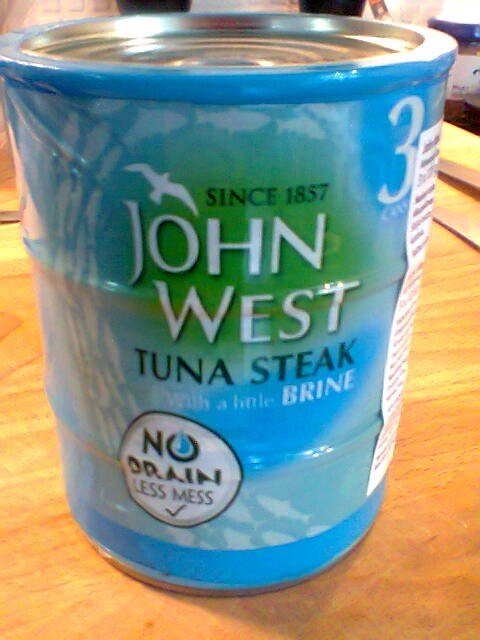 3
SINCE 1857
JOHN
WEST
TUNA STEAK
With a little BRINE
NO
DRAIN
LESS MESS